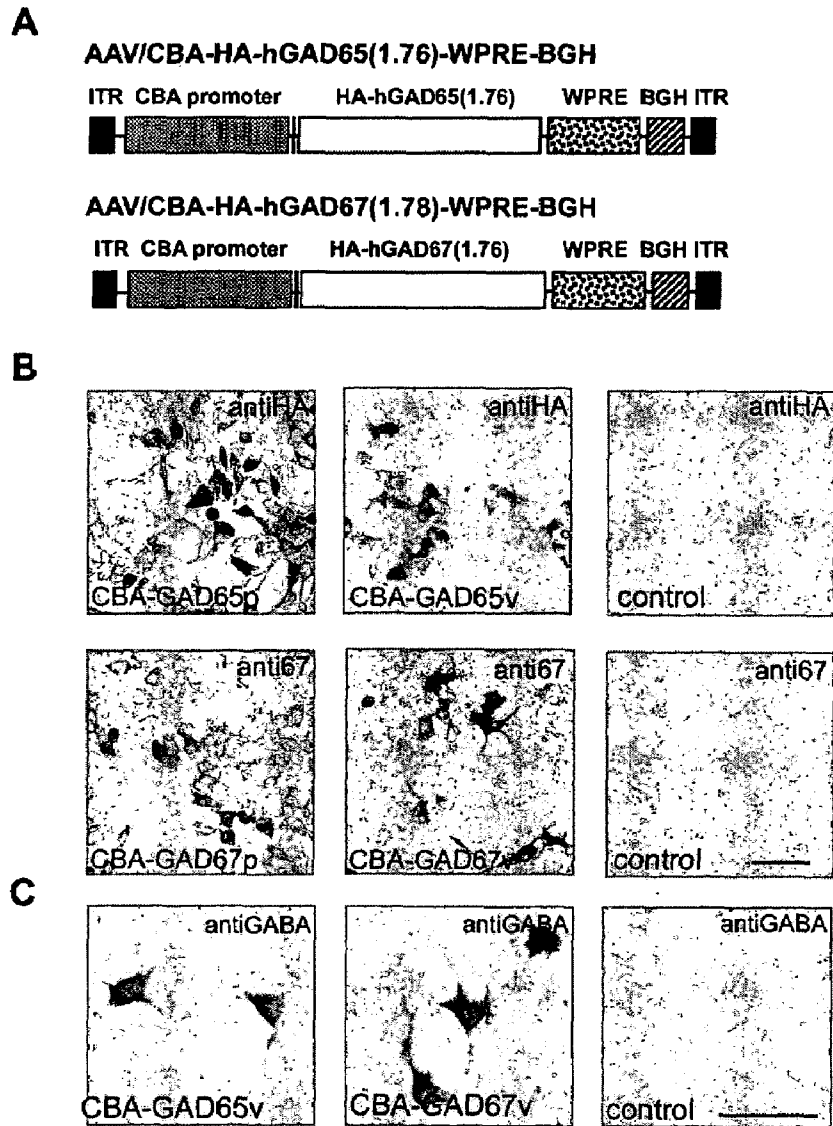 A
AAV/CBA-HA-hGAD65(1.76)-WPRE-BGH
ITR CBA promoter HA-hGAD65(1.76) WPRE BGH ITR
AAV/CBA-HA-hGAD67(1.78)-WPRE-BGH
ITR CBA promoter HA-hGAD67(1.76) WPRE BGH ITR
B
antiHA antiHA antiHA
CBA-GAD65p CBA-GAD65v control
anti67 anti67 anti67
CBA-GAD67p CBA-GAD67v control
C
antiGABA antiGABA antiGABA
CBA-GAD65v CBA-GAD67v control